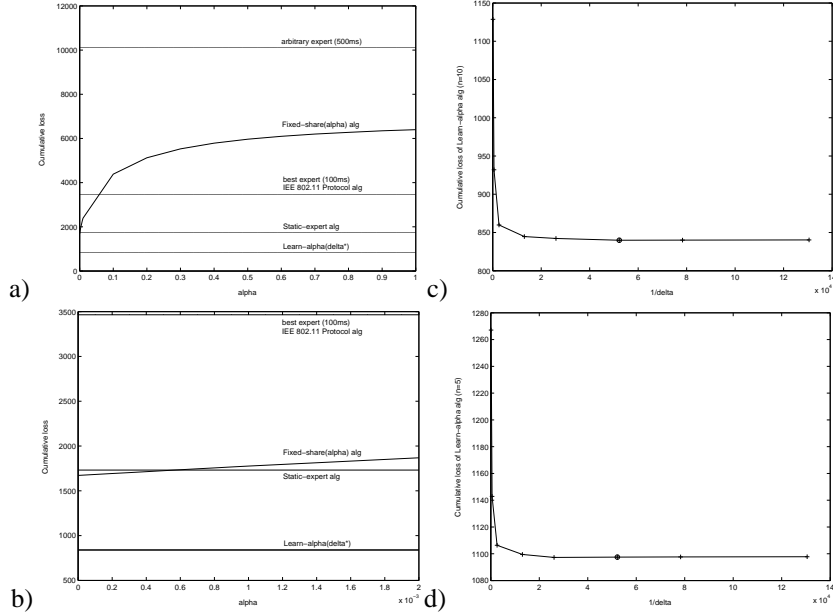 a)
12000
10000
8000
6000
4000
2000
0
Cumulative loss
arbitrary expert (500ms)
Fixed−share(alpha) alg
best expert (100ms)
IEE 802.11 Protocol alg
Static−expert alg
Learn−alpha(delta*)
0 0.1 0.2 0.3 0.4 0.5 0.6 0.7 0.8 0.9 1
alpha
c)
1150
1100
1050
1000
950
900
850
800
Cumulative loss of Learn−alpha alg (n=10)
0 2 4 6 8 10 12 14
x 10^4
1/delta
b)
3500
3000
2500
2000
1500
1000
500
Cumulative loss
best expert (100ms)
IEE 802.11 Protocol alg
Fixed−share(alpha) alg
Static−expert alg
Learn−alpha(delta*)
0 0.2 0.4 0.6 0.8 1 1.2 1.4 1.6 1.8 2
x 10^−3
alpha
d)
1280
1260
1240
1220
1200
1180
1160
1140
1120
1100
1080
Cumulative loss of Learn−alpha alg (n=5)
0 2 4 6 8 10 12 14
x 10^4
1/delta